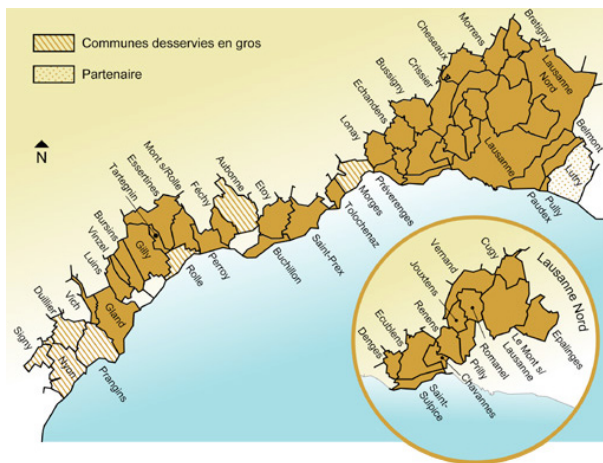 Communes desservies en gros
Partenaire
N
Signy
Duillier
Nyon
Vich
Prangins
Gland
Luins
Vinzel
Bursins
Gilly
Tartegnin
Essertines
Mont s/Rolle
Rolle
Féchy
Perroy
Aubonne
Etoy
Buchillon
Saint-Prex
Tolochenaz
Morges
Préverenges
Lonay
Echandens
Bussigny
Crissier
Cheseaux
Morrens
Bretigny
Lausanne
Nord
Lausanne
Belmont
Lutry
Pully
Paudex
Lausanne Nord
Vernand
Cugy
Jouxtens
Renens
Ecublens
Denges
Saint-
Sulpice
Chavannes
Prilly
Romanel
Le Mont s/
Lausanne
Epalinges